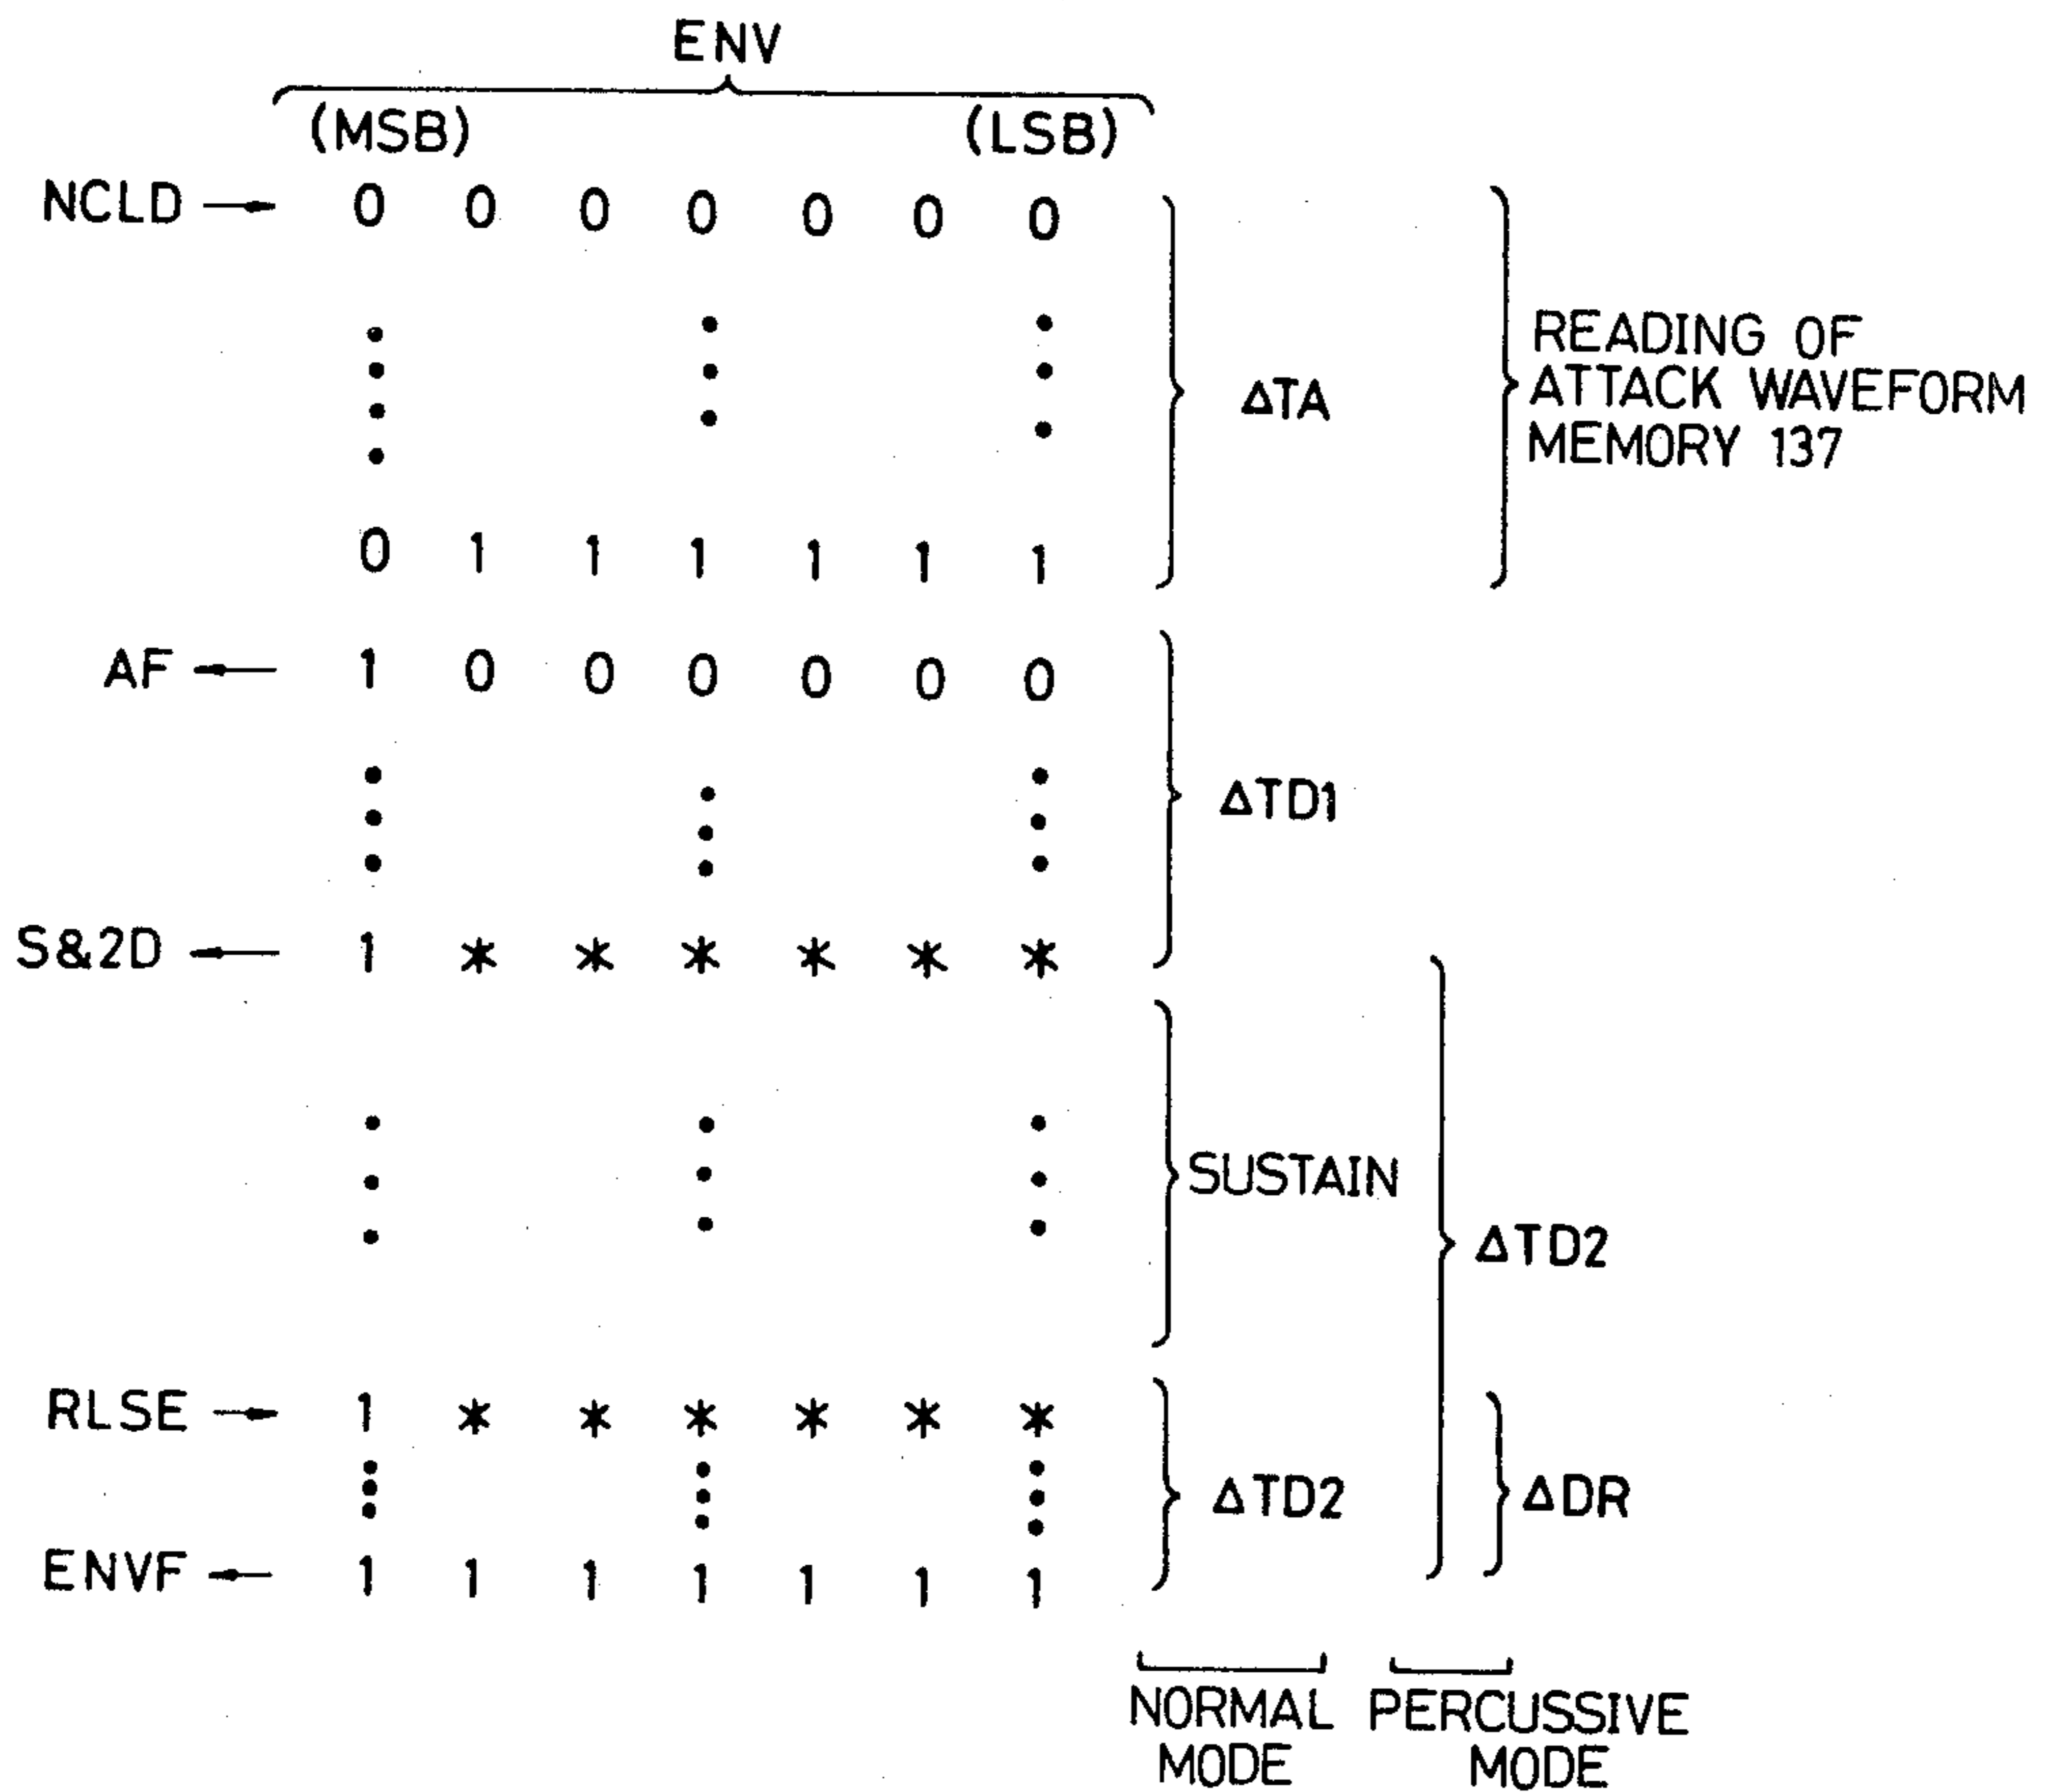 ENV
(MSB) (LSB)
NCLD → 0 0 0 0 0 0 0
ΔTA
READING OF
ATTACK WAVEFORM
MEMORY 137
0 1 1 1 1 1 1
AF ← 1 0 0 0 0 0 0
ΔTD1
S&2D ← 1 * * * * * *
SUSTAIN
ΔTD2
RLSE → 1 * * * * * *
ΔTD2
ΔDR
ENVF ← 1 1 1 1 1 1 1
NORMAL
MODE
PERCUSSIVE
MODE